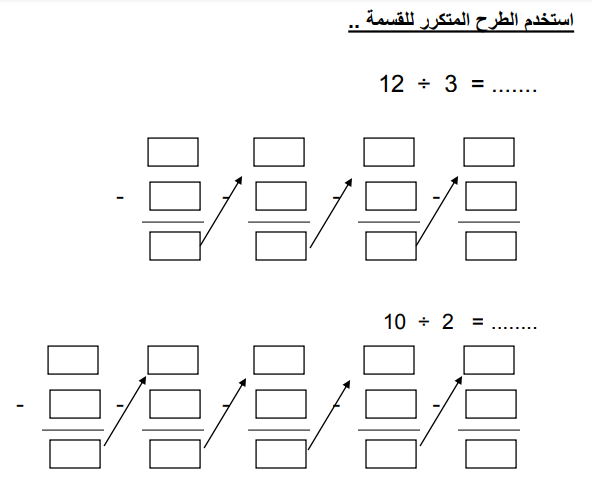 استخدم الطرح المتكرر للقسمة ..
12 ÷ 3 = .......
- - - -
10 ÷ 2 = ........
- - - - -